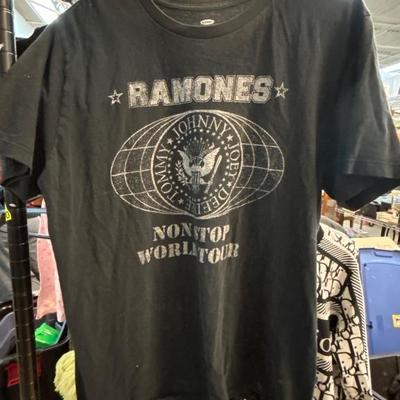 RAMONES
JOHNNY JOEY DEEDEE TOMMY
NONSTOP
WORLD TOUR